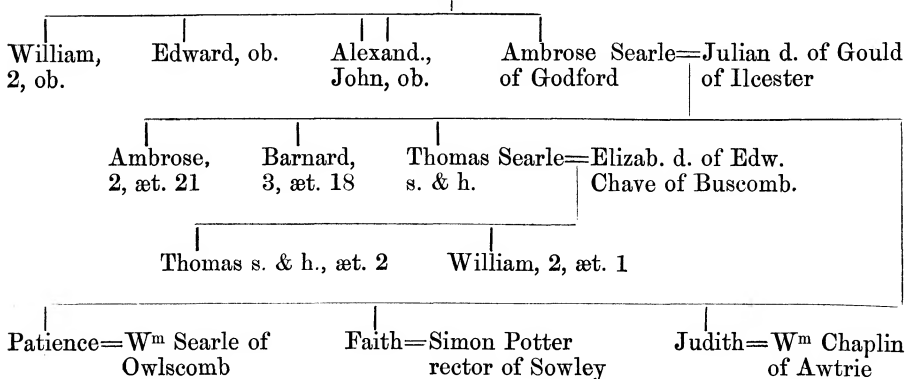 William, Edward, ob. Alexand., Ambrose Searle=Julian d. of Gould
2, ob. John, ob. of Godford of Ilcester
Ambrose, Barnard, Thomas Searle=Elizab. d. of Edw.
2, æt. 21 3, æt. 18 s. & h. Chave of Buscomb.
Thomas s. & h., æt. 2 William, 2, æt. 1
Patience=Wᵐ Searle of Faith=Simon Potter Judith=Wᵐ Chaplin
Owlscomb rector of Sowley of Awtrie